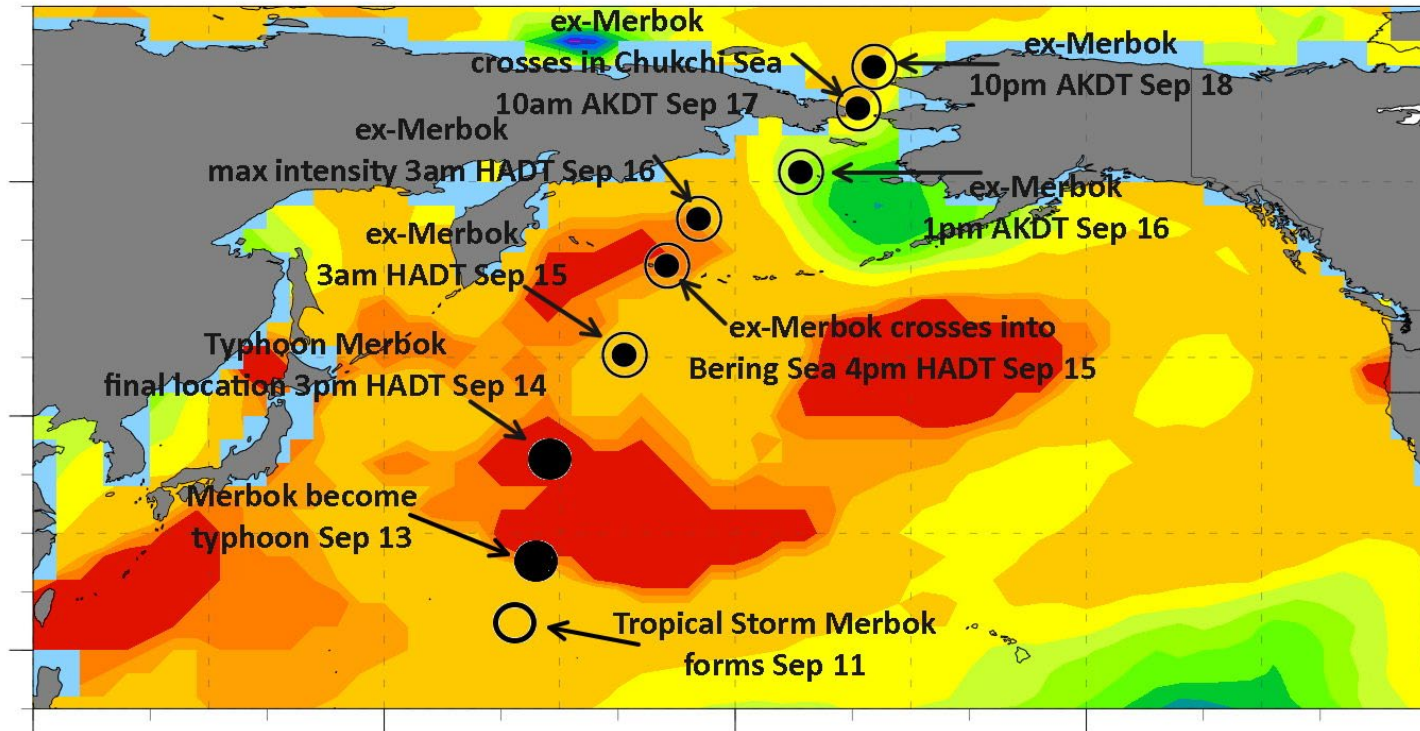 ex-Merbok
crosses in Chukchi Sea
10am AKDT Sep 17
ex-Merbok
10pm AKDT Sep 18
ex-Merbok
max intensity 3am HADT Sep 16
ex-Merbok
1pm AKDT Sep 16
ex-Merbok
3am HADT Sep 15
ex-Merbok crosses into
Bering Sea 4pm HADT Sep 15
Typhoon Merbok
final location 3pm HADT Sep 14
Merbok become
typhoon Sep 13
Tropical Storm Merbok
forms Sep 11